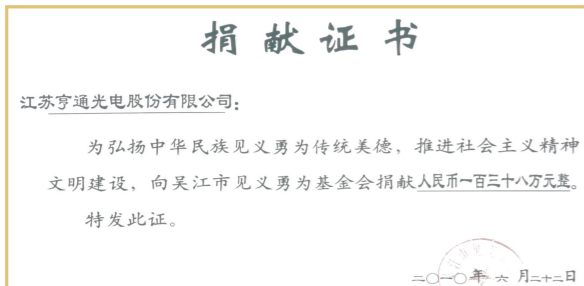 捐献证书
江苏亨通光电股份有限公司：
为弘扬中华民族见义勇为传统美德，推进社会主义精神
文明建设，向吴江市见义勇为基金会捐献人民币一百三十八万元整。
特发此证。
二〇一〇年六月二十二日